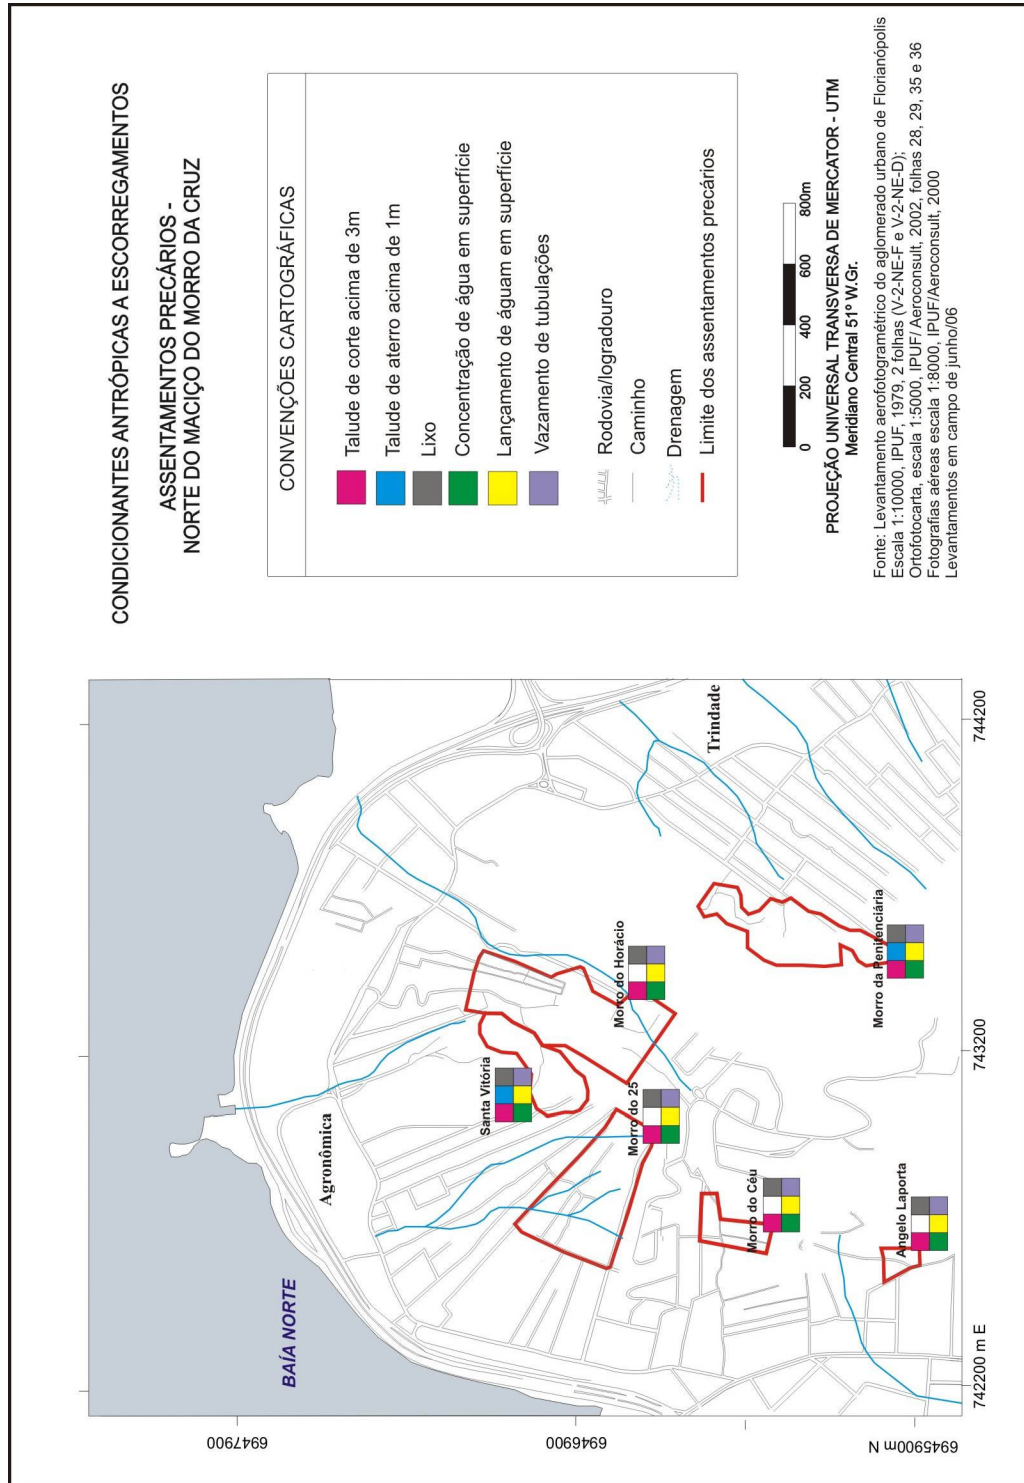 CONDICIONANTES ANTRÓPICAS A ESCORREGAMENTOS
ASSENTAMENTOS PRECÁRIOS -
NORTE DO MACIÇO DO MORRO DA CRUZ
CONVENÇÕES CARTOGRÁFICAS
Talude de corte acima de 3m
Talude de aterro acima de 1m
Lixo
Concentração de água em superfície
Lançamento de águam em superfície
Vazamento de tubulações
Rodovia/logradouro
Caminho
Drenagem
Limite dos assentamentos precários
0 200 400 600 800m
PROJEÇÃO UNIVERSAL TRANSVERSA DE MERCATOR - UTM
Meridiano Central 51º W.Gr.
Fonte: Levantamento aerofotogramétrico do aglomerado urbano de Florianópolis
Escala 1:10000, IPUF, 1979, 2 folhas (V-2-NE-F e V-2-NE-D);
Ortofotocarta, escala 1:5000, IPUF/ Aeroconsult, 2002, folhas 28, 29, 35 e 36
Fotografias aéreas escala 1:8000, IPUF/Aeroconsult, 2000
Levantamentos em campo de junho/06
BAÍA NORTE
Agronômica
Trindade
Santa Vitória
Morro do Horácio
Morro do 25
Morro do Céu
Morro da Penitenciária
Angelo Laporta
6947900
6946900
6945900m N
742200 m E
743200
744200